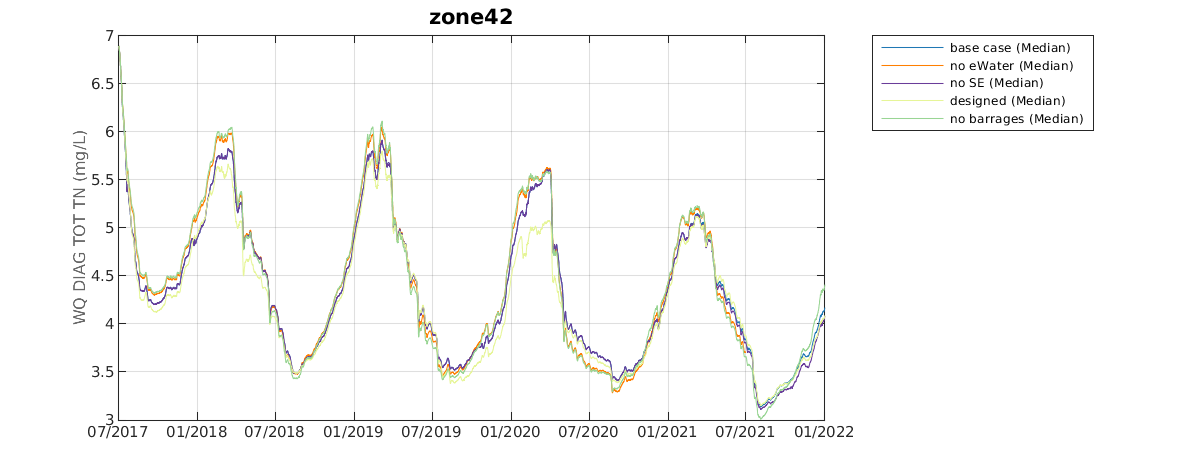 zone42
WQ DIAG TOT TN (mg/L)
7
6.5
6
5.5
5
4.5
4
3.5
3
07/2017 01/2018 07/2018 01/2019 07/2019 01/2020 07/2020 01/2021 07/2021 01/2022
base case (Median)
no eWater (Median)
no SE (Median)
designed (Median)
no barrages (Median)